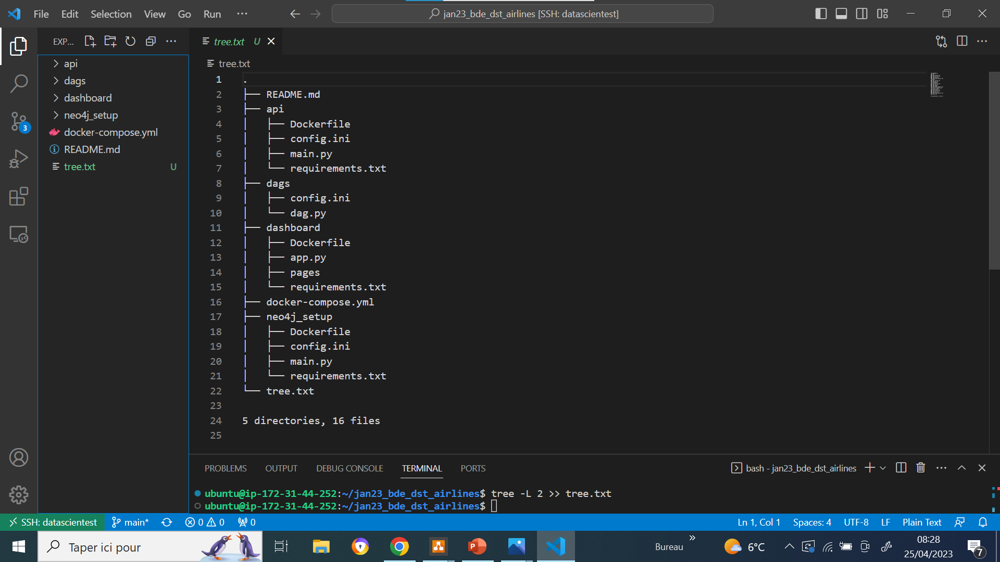 File Edit Selection View Go Run ···
jan23_bde_dst_airlines [SSH: datascientest]
EXP...
tree.txt U
api
dags
dashboard
neo4j_setup
docker-compose.yml
README.md
tree.txt U
3
tree.txt
1 .
2 ├── README.md
3 ├── api
4 │   ├── Dockerfile
5 │   ├── config.ini
6 │   ├── main.py
7 │   └── requirements.txt
8 ├── dags
9 │   ├── config.ini
10 │   └── dag.py
11 ├── dashboard
12 │   ├── Dockerfile
13 │   ├── app.py
14 │   ├── pages
15 │   └── requirements.txt
16 ├── docker-compose.yml
17 ├── neo4j_setup
18 │   ├── Dockerfile
19 │   ├── config.ini
20 │   ├── main.py
21 │   └── requirements.txt
22 └── tree.txt
23
24 5 directories, 16 files
25
PROBLEMS OUTPUT DEBUG CONSOLE TERMINAL PORTS
bash - jan23_bde_dst_airlines
ubuntu@ip-172-31-44-252:~/jan23_bde_dst_airlines$ tree -L 2 >> tree.txt
ubuntu@ip-172-31-44-252:~/jan23_bde_dst_airlines$
SSH: datascientest main* 0 0 0
Ln 1, Col 1 Spaces: 4 UTF-8 LF Plain Text
Taper ici pour
P
Bureau
6°C
08:28
25/04/2023
7